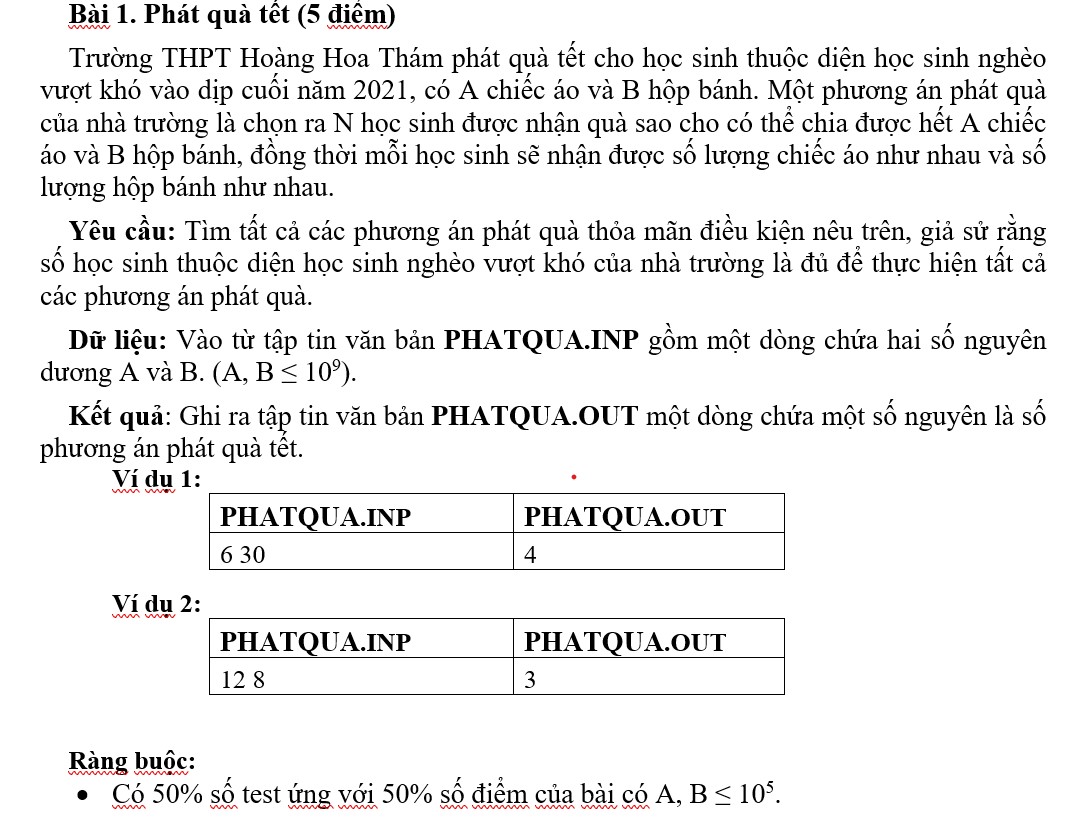 Bài 1. Phát quà tết (5 điểm)
Trường THPT Hoàng Hoa Thám phát quà tết cho học sinh thuộc diện học sinh nghèo
vượt khó vào dịp cuối năm 2021, có A chiếc áo và B hộp bánh. Một phương án phát quà
của nhà trường là chọn ra N học sinh được nhận quà sao cho có thể chia được hết A chiếc
áo và B hộp bánh, đồng thời mỗi học sinh sẽ nhận được số lượng chiếc áo như nhau và số
lượng hộp bánh như nhau.
Yêu cầu: Tìm tất cả các phương án phát quà thỏa mãn điều kiện nêu trên, giả sử rằng
số học sinh thuộc diện học sinh nghèo vượt khó của nhà trường là đủ để thực hiện tất cả
các phương án phát quà.
Dữ liệu: Vào từ tập tin văn bản PHATQUA.INP gồm một dòng chứa hai số nguyên
dương A và B. (A, B ≤ 10⁹).
Kết quả: Ghi ra tập tin văn bản PHATQUA.OUT một dòng chứa một số nguyên là số
phương án phát quà tết.
Ví dụ 1:
PHATQUA.INP PHATQUA.OUT
6 30 4
Ví dụ 2:
PHATQUA.INP PHATQUA.OUT
12 8 3
Ràng buộc:
• Có 50% số test ứng với 50% số điểm của bài có A, B ≤ 10⁵.